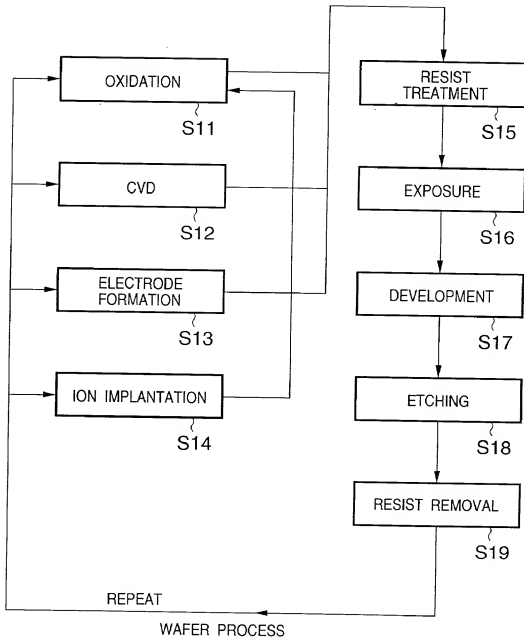 OXIDATION
S11
CVD
S12
ELECTRODE
FORMATION
S13
ION IMPLANTATION
S14
RESIST
TREATMENT
S15
EXPOSURE
S16
DEVELOPMENT
S17
ETCHING
S18
RESIST REMOVAL
S19
REPEAT
WAFER PROCESS